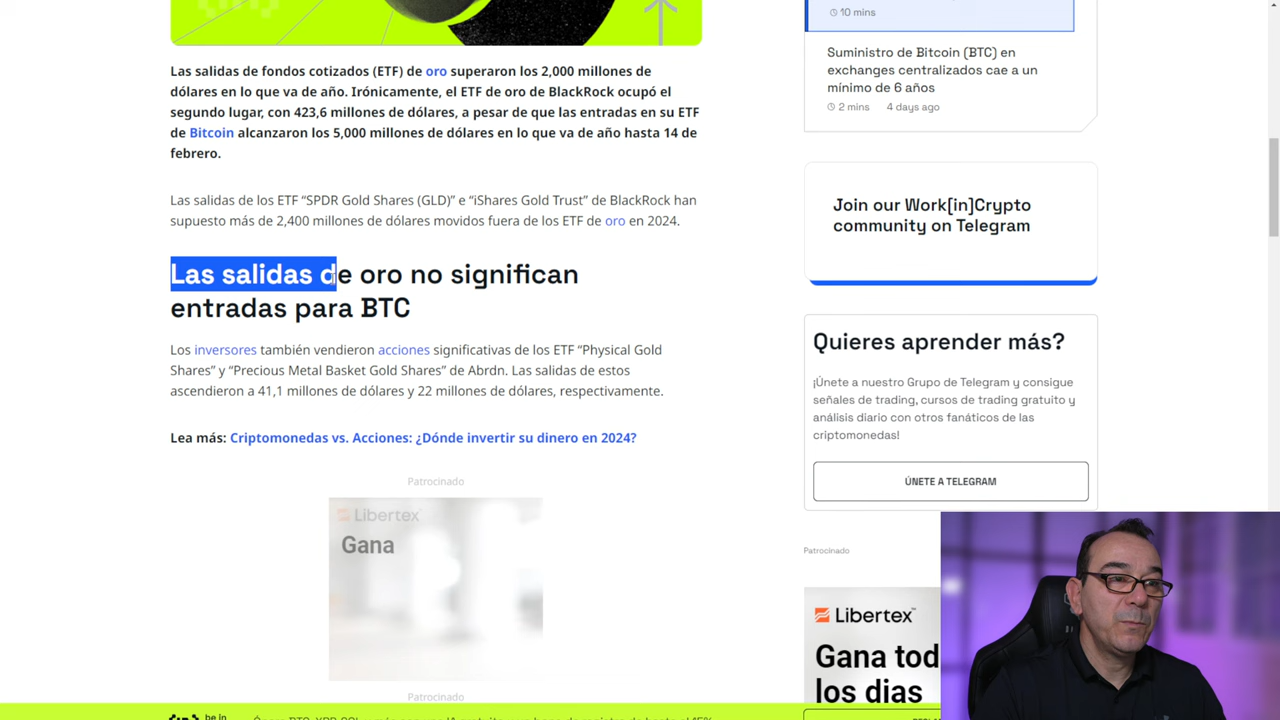 Las salidas de fondos cotizados (ETF) de oro superaron los 2,000 millones de
dólares en lo que va de año. Irónicamente, el ETF de oro de BlackRock ocupó el
segundo lugar, con 423,6 millones de dólares, a pesar de que las entradas en su ETF
de Bitcoin alcanzaron los 5,000 millones de dólares en lo que va de año hasta 14 de
febrero.
Las salidas de los ETF “SPDR Gold Shares (GLD)” e “iShares Gold Trust” de BlackRock han
supuesto más de 2,400 millones de dólares movidos fuera de los ETF de oro en 2024.
Las salidas de oro no significan
entradas para BTC
Los inversores también vendieron acciones significativas de los ETF “Physical Gold
Shares” y “Precious Metal Basket Gold Shares” de Abrdn. Las salidas de estos
ascendieron a 41,1 millones de dólares y 22 millones de dólares, respectivamente.
Lea más: Criptomonedas vs. Acciones: ¿Dónde invertir su dinero en 2024?
Patrocinado
Libertex
Gana
Patrocinado
be in
10 mins
Suministro de Bitcoin (BTC) en
exchanges centralizados cae a un
mínimo de 6 años
2 mins 4 days ago
Join our Work[in]Crypto
community on Telegram
Quieres aprender más?
¡Únete a nuestro Grupo de Telegram y consigue
señales de trading, cursos de trading gratuito y
análisis diario con otros fanáticos de las
criptomonedas!
ÚNETE A TELEGRAM
Patrocinado
Libertex
Gana tod
los dias